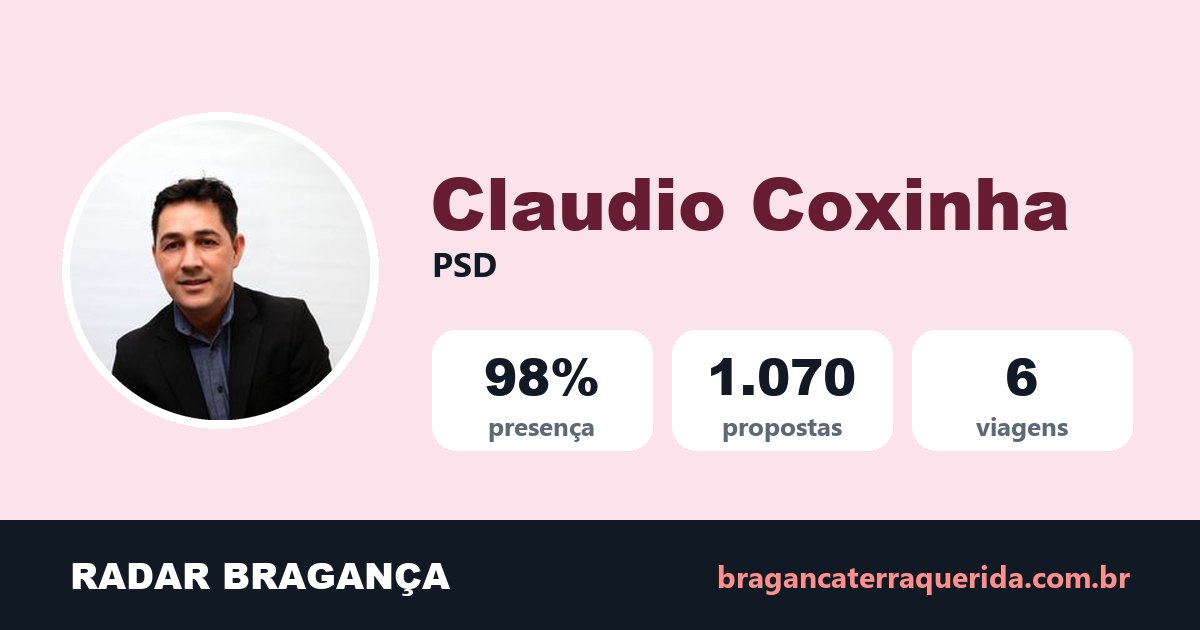 Claudio Coxinha
PSD
98%
presença
1.070
propostas
6
viagens
RADAR BRAGANÇA
bragancaterraquerida.com.br